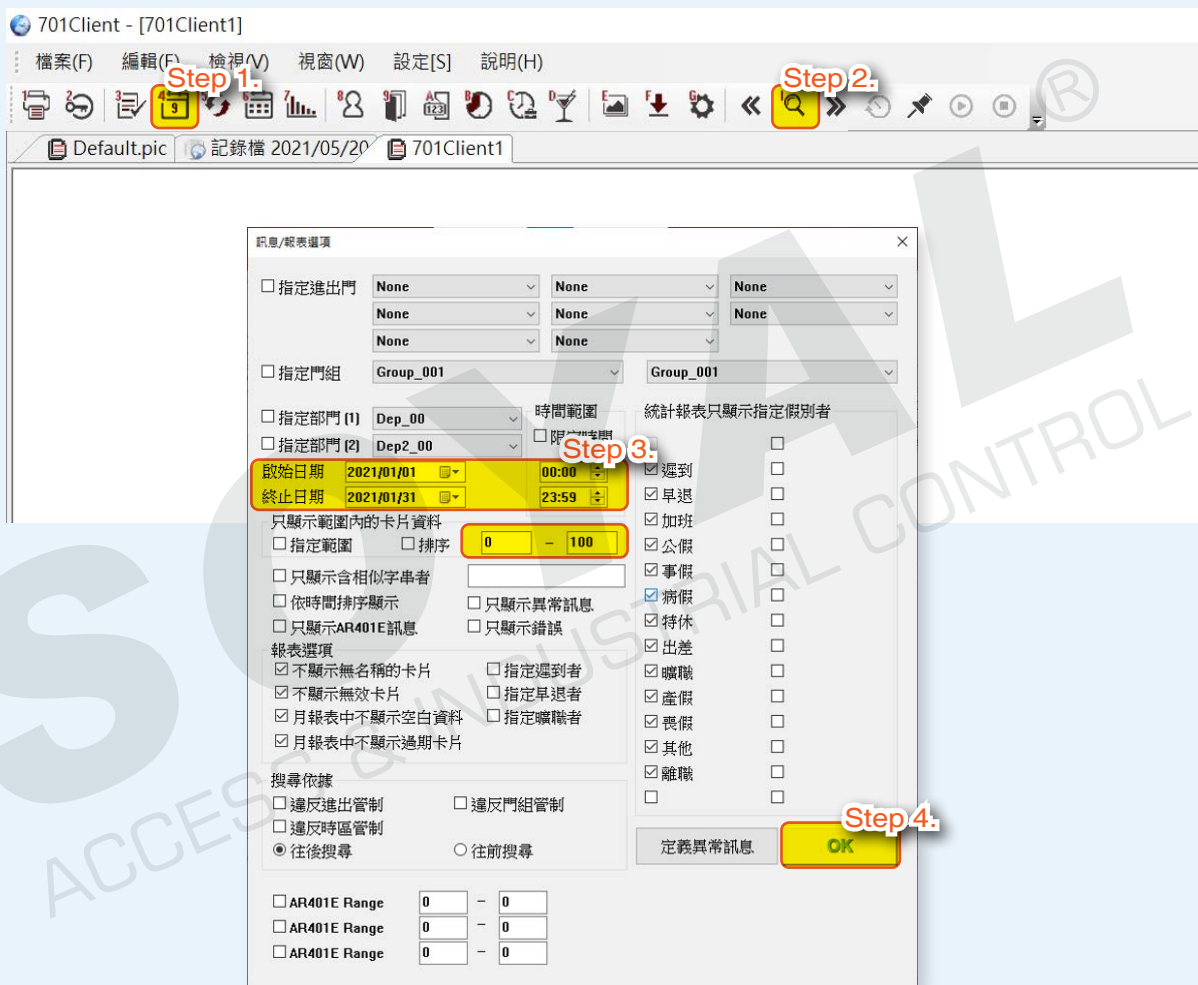 701Client - [701Client1]
檔案(F) 編輯(E) 檢視(V) 視窗(W) 設定[S] 說明(H)
Step 1.
Step 2.
Default.pic 記錄檔 2021/05/20 701Client1
訊息/報表選項
指定進出門 None None None
None None None
None None
指定門組 Group_001 Group_001
指定部門 (1) Dep_00 時間範圍 統計報表只顯示指定假別者
指定部門 (2) Dep2_00 限定時間
Step 3.
啟始日期 2021/01/01 00:00 遲到
終止日期 2021/01/31 23:59 早退
只顯示範圍內的卡片資料 加班
指定範圍 排序 0 - 100 公假
只顯示含相似字串者 事假
依時間排序顯示 只顯示異常訊息 病假
只顯示AR401E訊息 只顯示錯誤 特休
出差
報表選項
不顯示無名稱的卡片 指定遲到者 曠職
不顯示無效卡片 指定早退者 產假
月報表中不顯示空白資料 指定曠職者 喪假
月報表中不顯示過期卡片 其他
離職
搜尋依據
違反進出管制 違反門組管制
違反時區管制
Step 4.
往後搜尋 往前搜尋 定義異常訊息 OK
AR401E Range 0 - 0
AR401E Range 0 - 0
AR401E Range 0 - 0
SOYAL®
ACCESS & INDUSTRIAL CONTROL